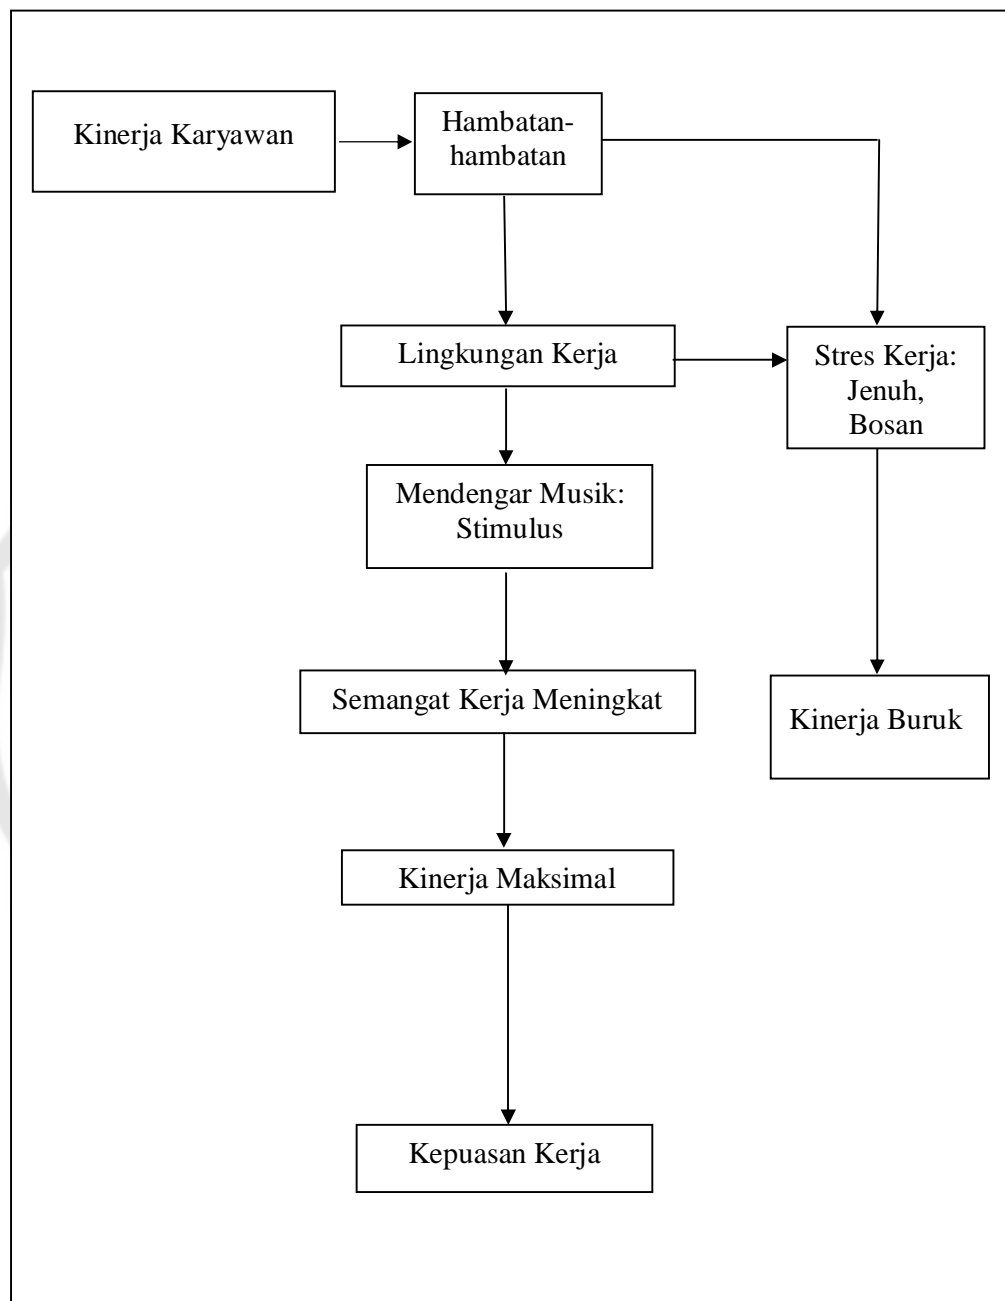 Kinerja Karyawan
Hambatan-
hambatan
Lingkungan Kerja
Stres Kerja:
Jenuh,
Bosan
Mendengar Musik:
Stimulus
Semangat Kerja Meningkat
Kinerja Buruk
Kinerja Maksimal
Kepuasan Kerja